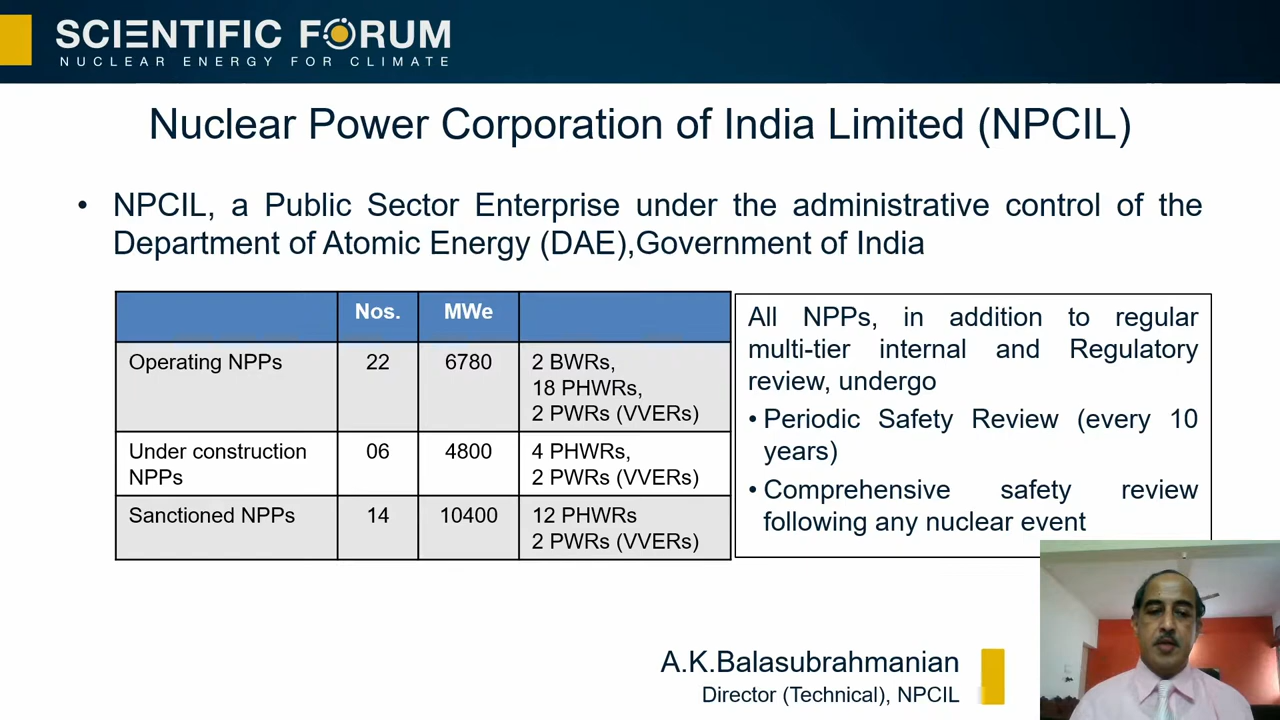 SCIENTIFIC FORUM
NUCLEAR ENERGY FOR CLIMATE
Nuclear Power Corporation of India Limited (NPCIL)
• NPCIL, a Public Sector Enterprise under the administrative control of the
Department of Atomic Energy (DAE),Government of India
Nos. MWe
Operating NPPs 22 6780 2 BWRs,
18 PHWRs,
2 PWRs (VVERs)
Under construction 06 4800 4 PHWRs,
NPPs 2 PWRs (VVERs)
Sanctioned NPPs 14 10400 12 PHWRs
2 PWRs (VVERs)
All NPPs, in addition to regular
multi-tier internal and Regulatory
review, undergo
• Periodic Safety Review (every 10
years)
• Comprehensive safety review
following any nuclear event
A.K.Balasubrahmanian
Director (Technical), NPCIL